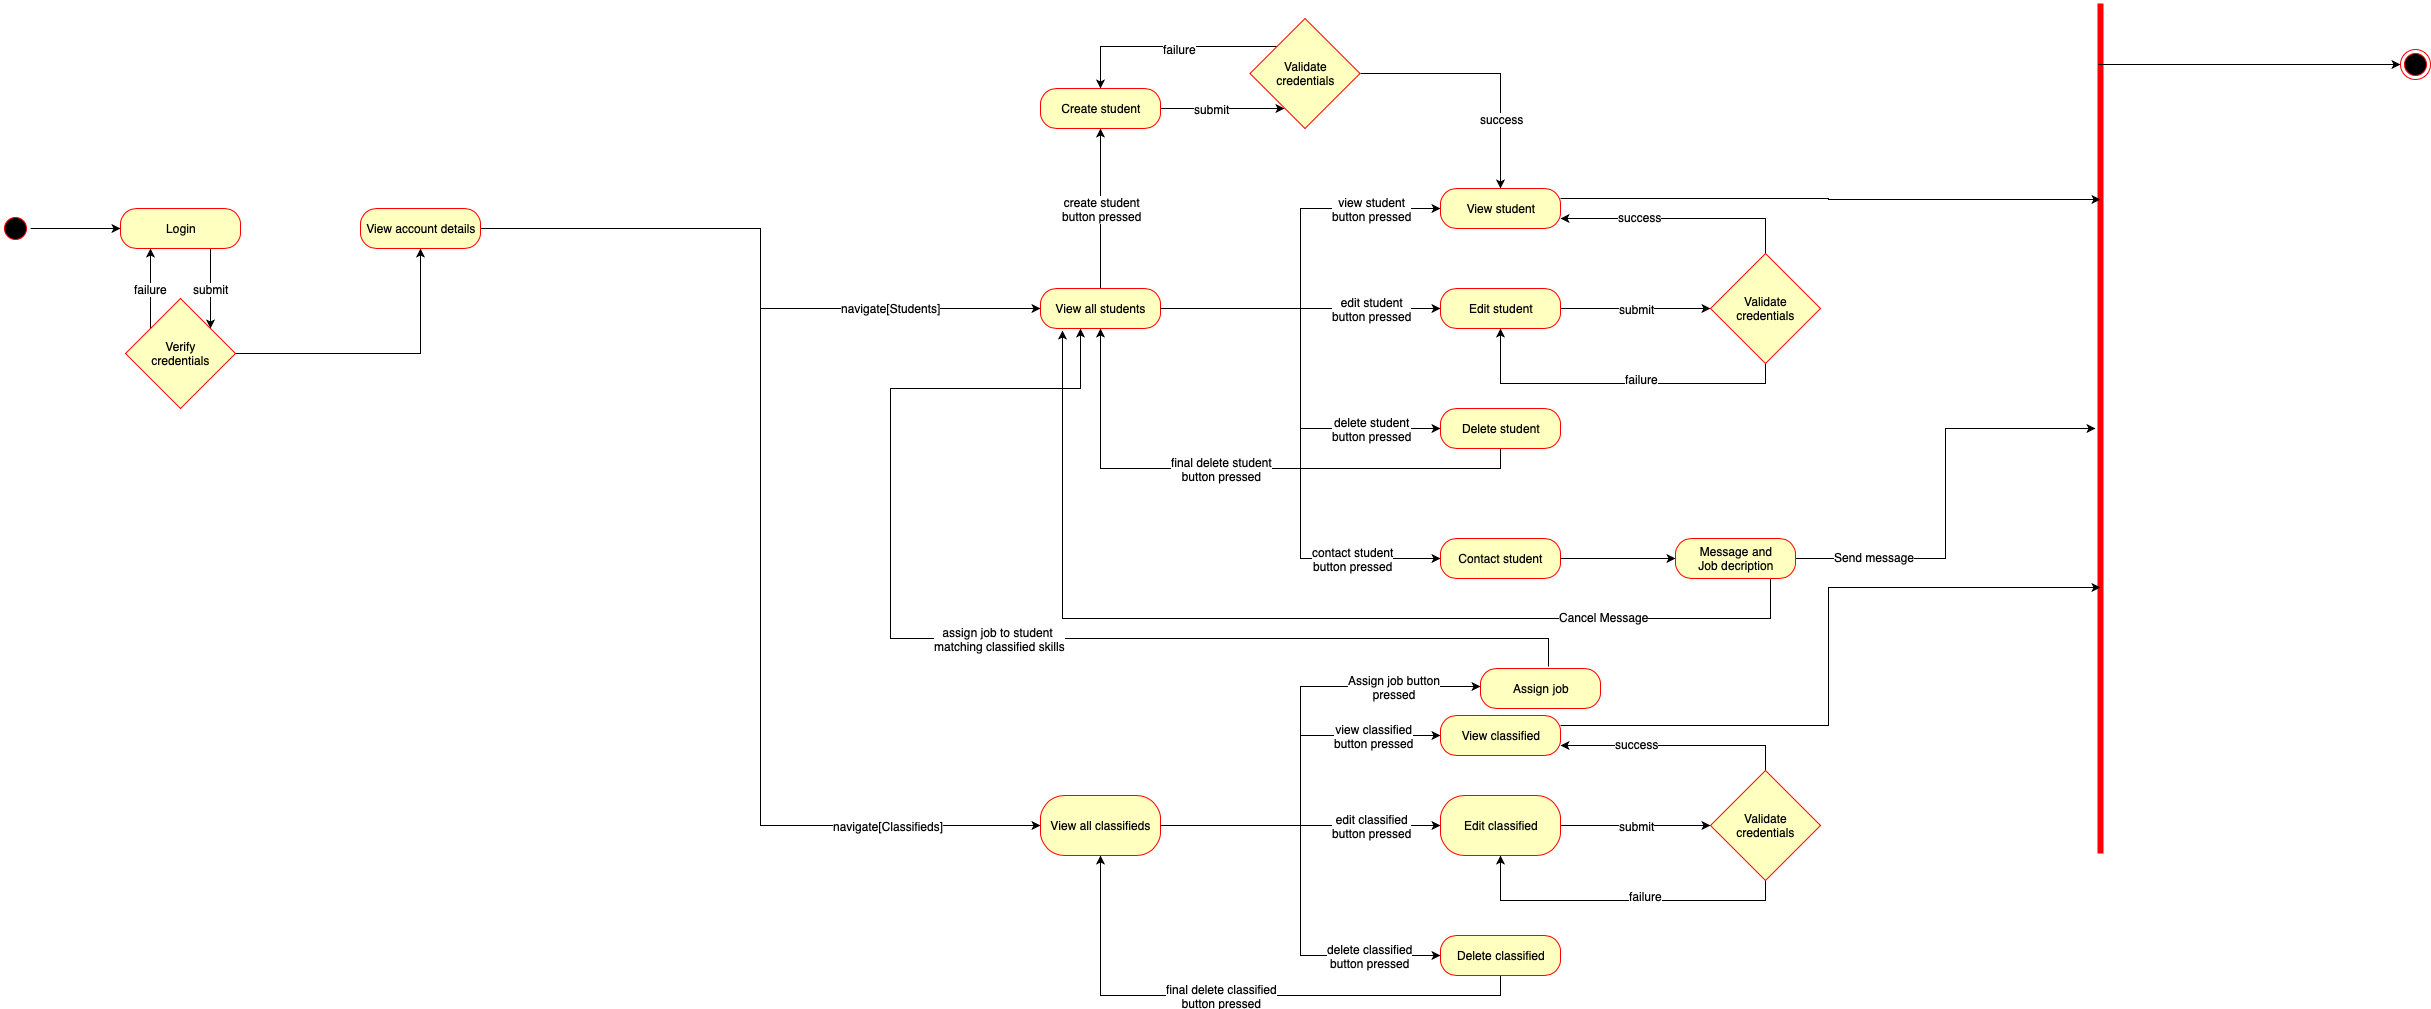 failure
Validate
credentials
Create student
submit
success
create student
button pressed
view student
button pressed
View student
success
Login
View account details
failure
submit
Verify
credentials
navigate[Students]
View all students
edit student
button pressed
Edit student
submit
Validate
credentials
failure
delete student
button pressed
Delete student
final delete student
button pressed
contact student
button pressed
Contact student
Message and
Job decription
Send message
Cancel Message
assign job to student
matching classified skills
Assign job button
pressed
Assign job
view classified
button pressed
View classified
success
navigate[Classifieds]
View all classifieds
edit classified
button pressed
Edit classified
submit
Validate
credentials
failure
delete classified
button pressed
Delete classified
final delete classified
button pressed